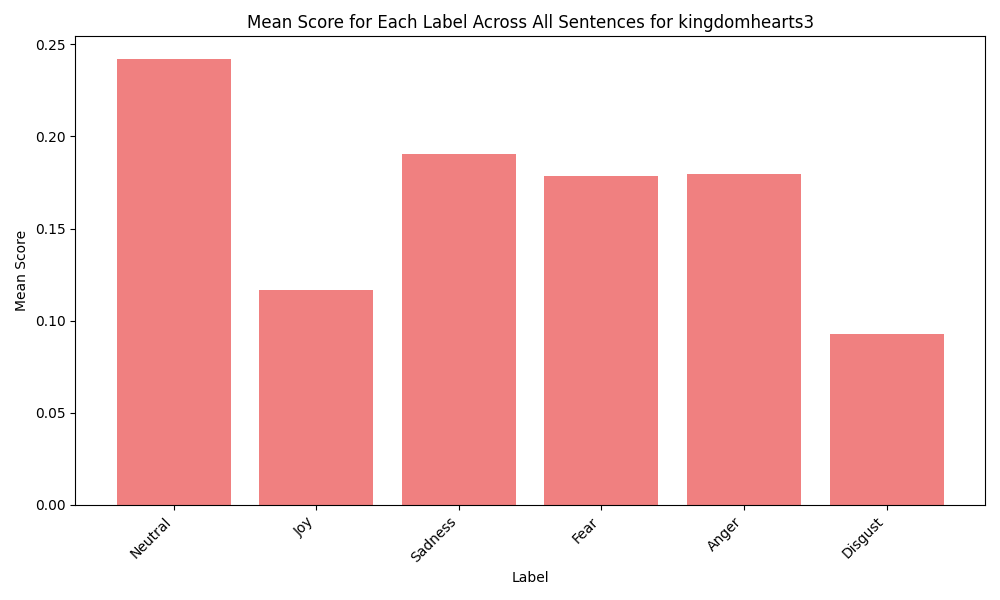 Mean Score for Each Label Across All Sentences for kingdomhearts3
Mean Score
0.25
0.20
0.15
0.10
0.05
0.00
Neutral
Joy
Sadness
Fear
Anger
Disgust
Label